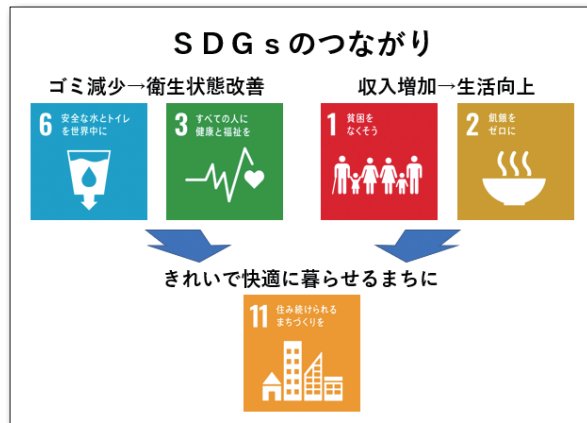 ＳＤＧｓのつながり
ゴミ減少→衛生状態改善
収入増加→生活向上
6 安全な水とトイレ
を世界中に
3 すべての人に
健康と福祉を
1 貧困を
なくそう
2 飢餓を
ゼロに
きれいで快適に暮らせるまちに
11 住み続けられる
まちづくりを